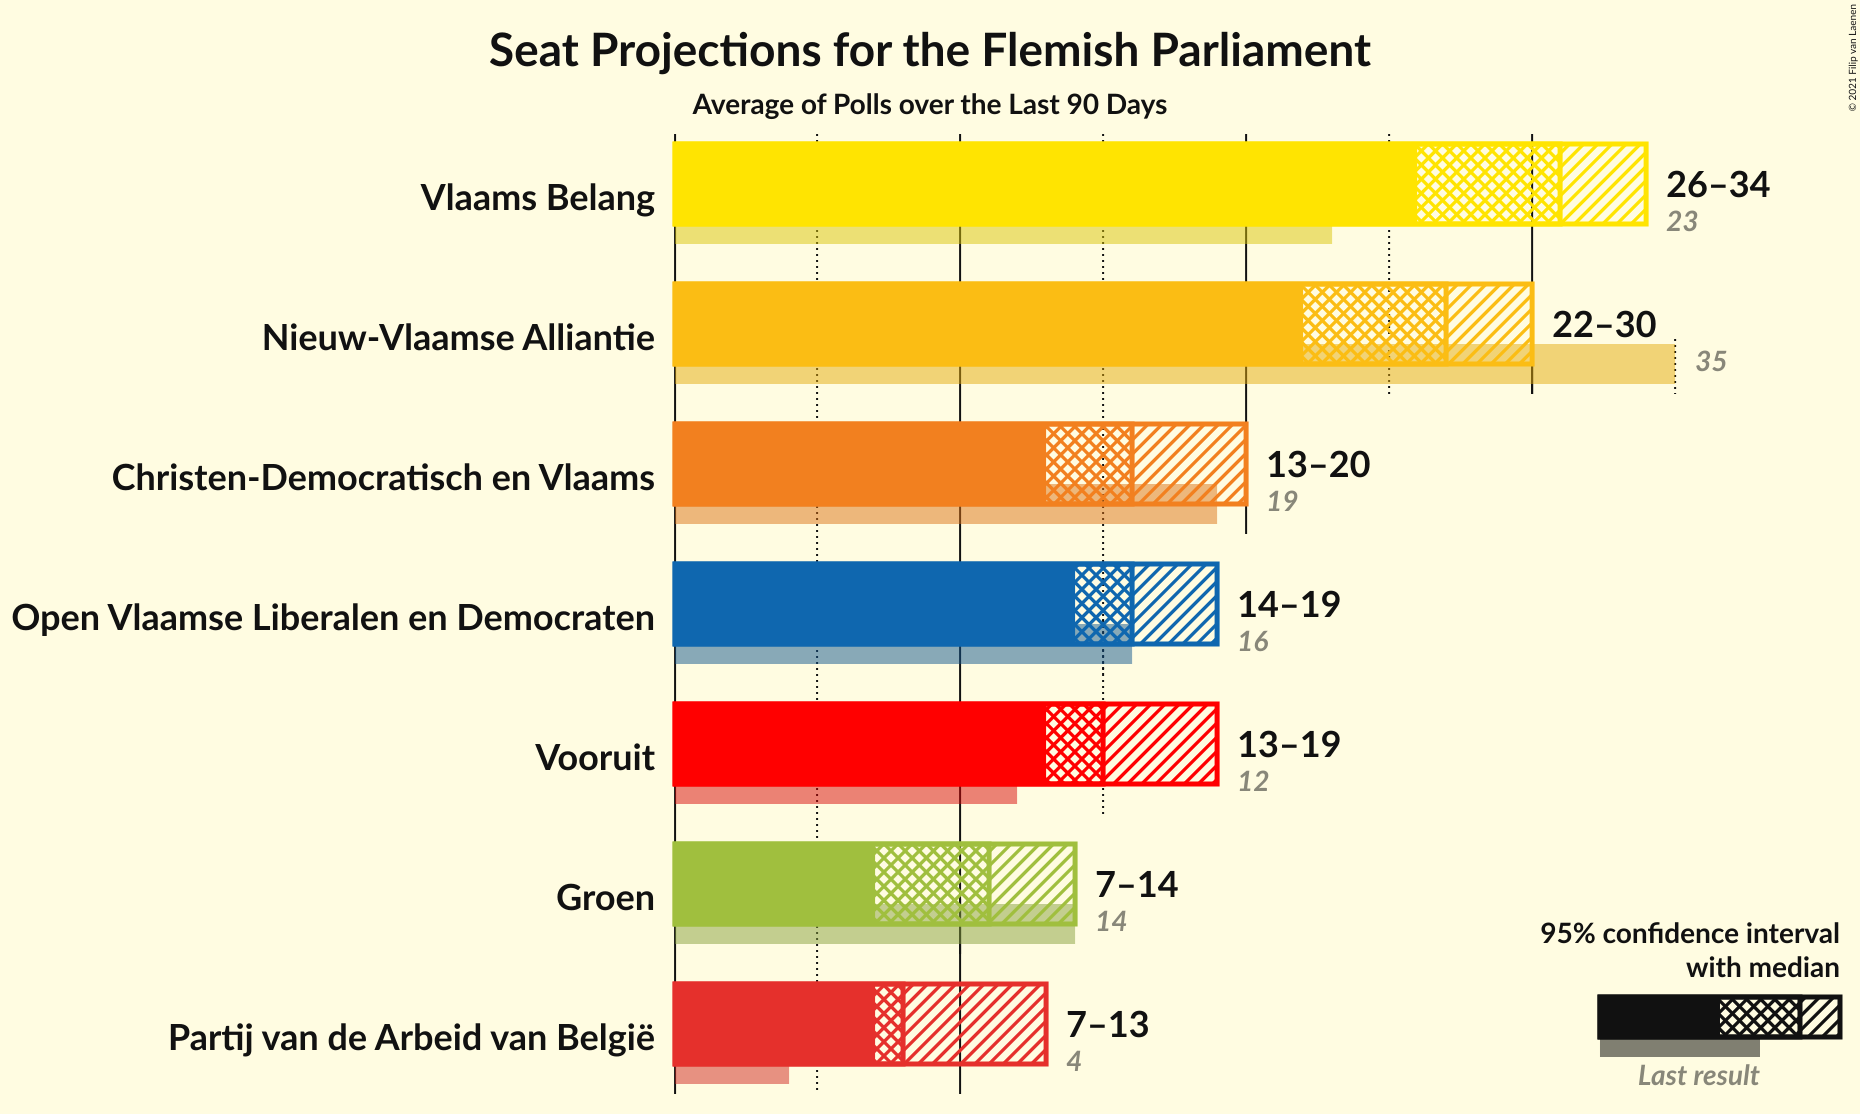 Seat Projections for the Flemish Parliament
Average of Polls over the Last 90 Days
© 2021 Filip van Laenen
Vlaams Belang
26–34
23
Nieuw-Vlaamse Alliantie
22–30
35
Christen-Democratisch en Vlaams
13–20
19
Open Vlaamse Liberalen en Democraten
14–19
16
Vooruit
13–19
12
Groen
7–14
14
Partij van de Arbeid van België
7–13
4
95% confidence interval
with median
Last result